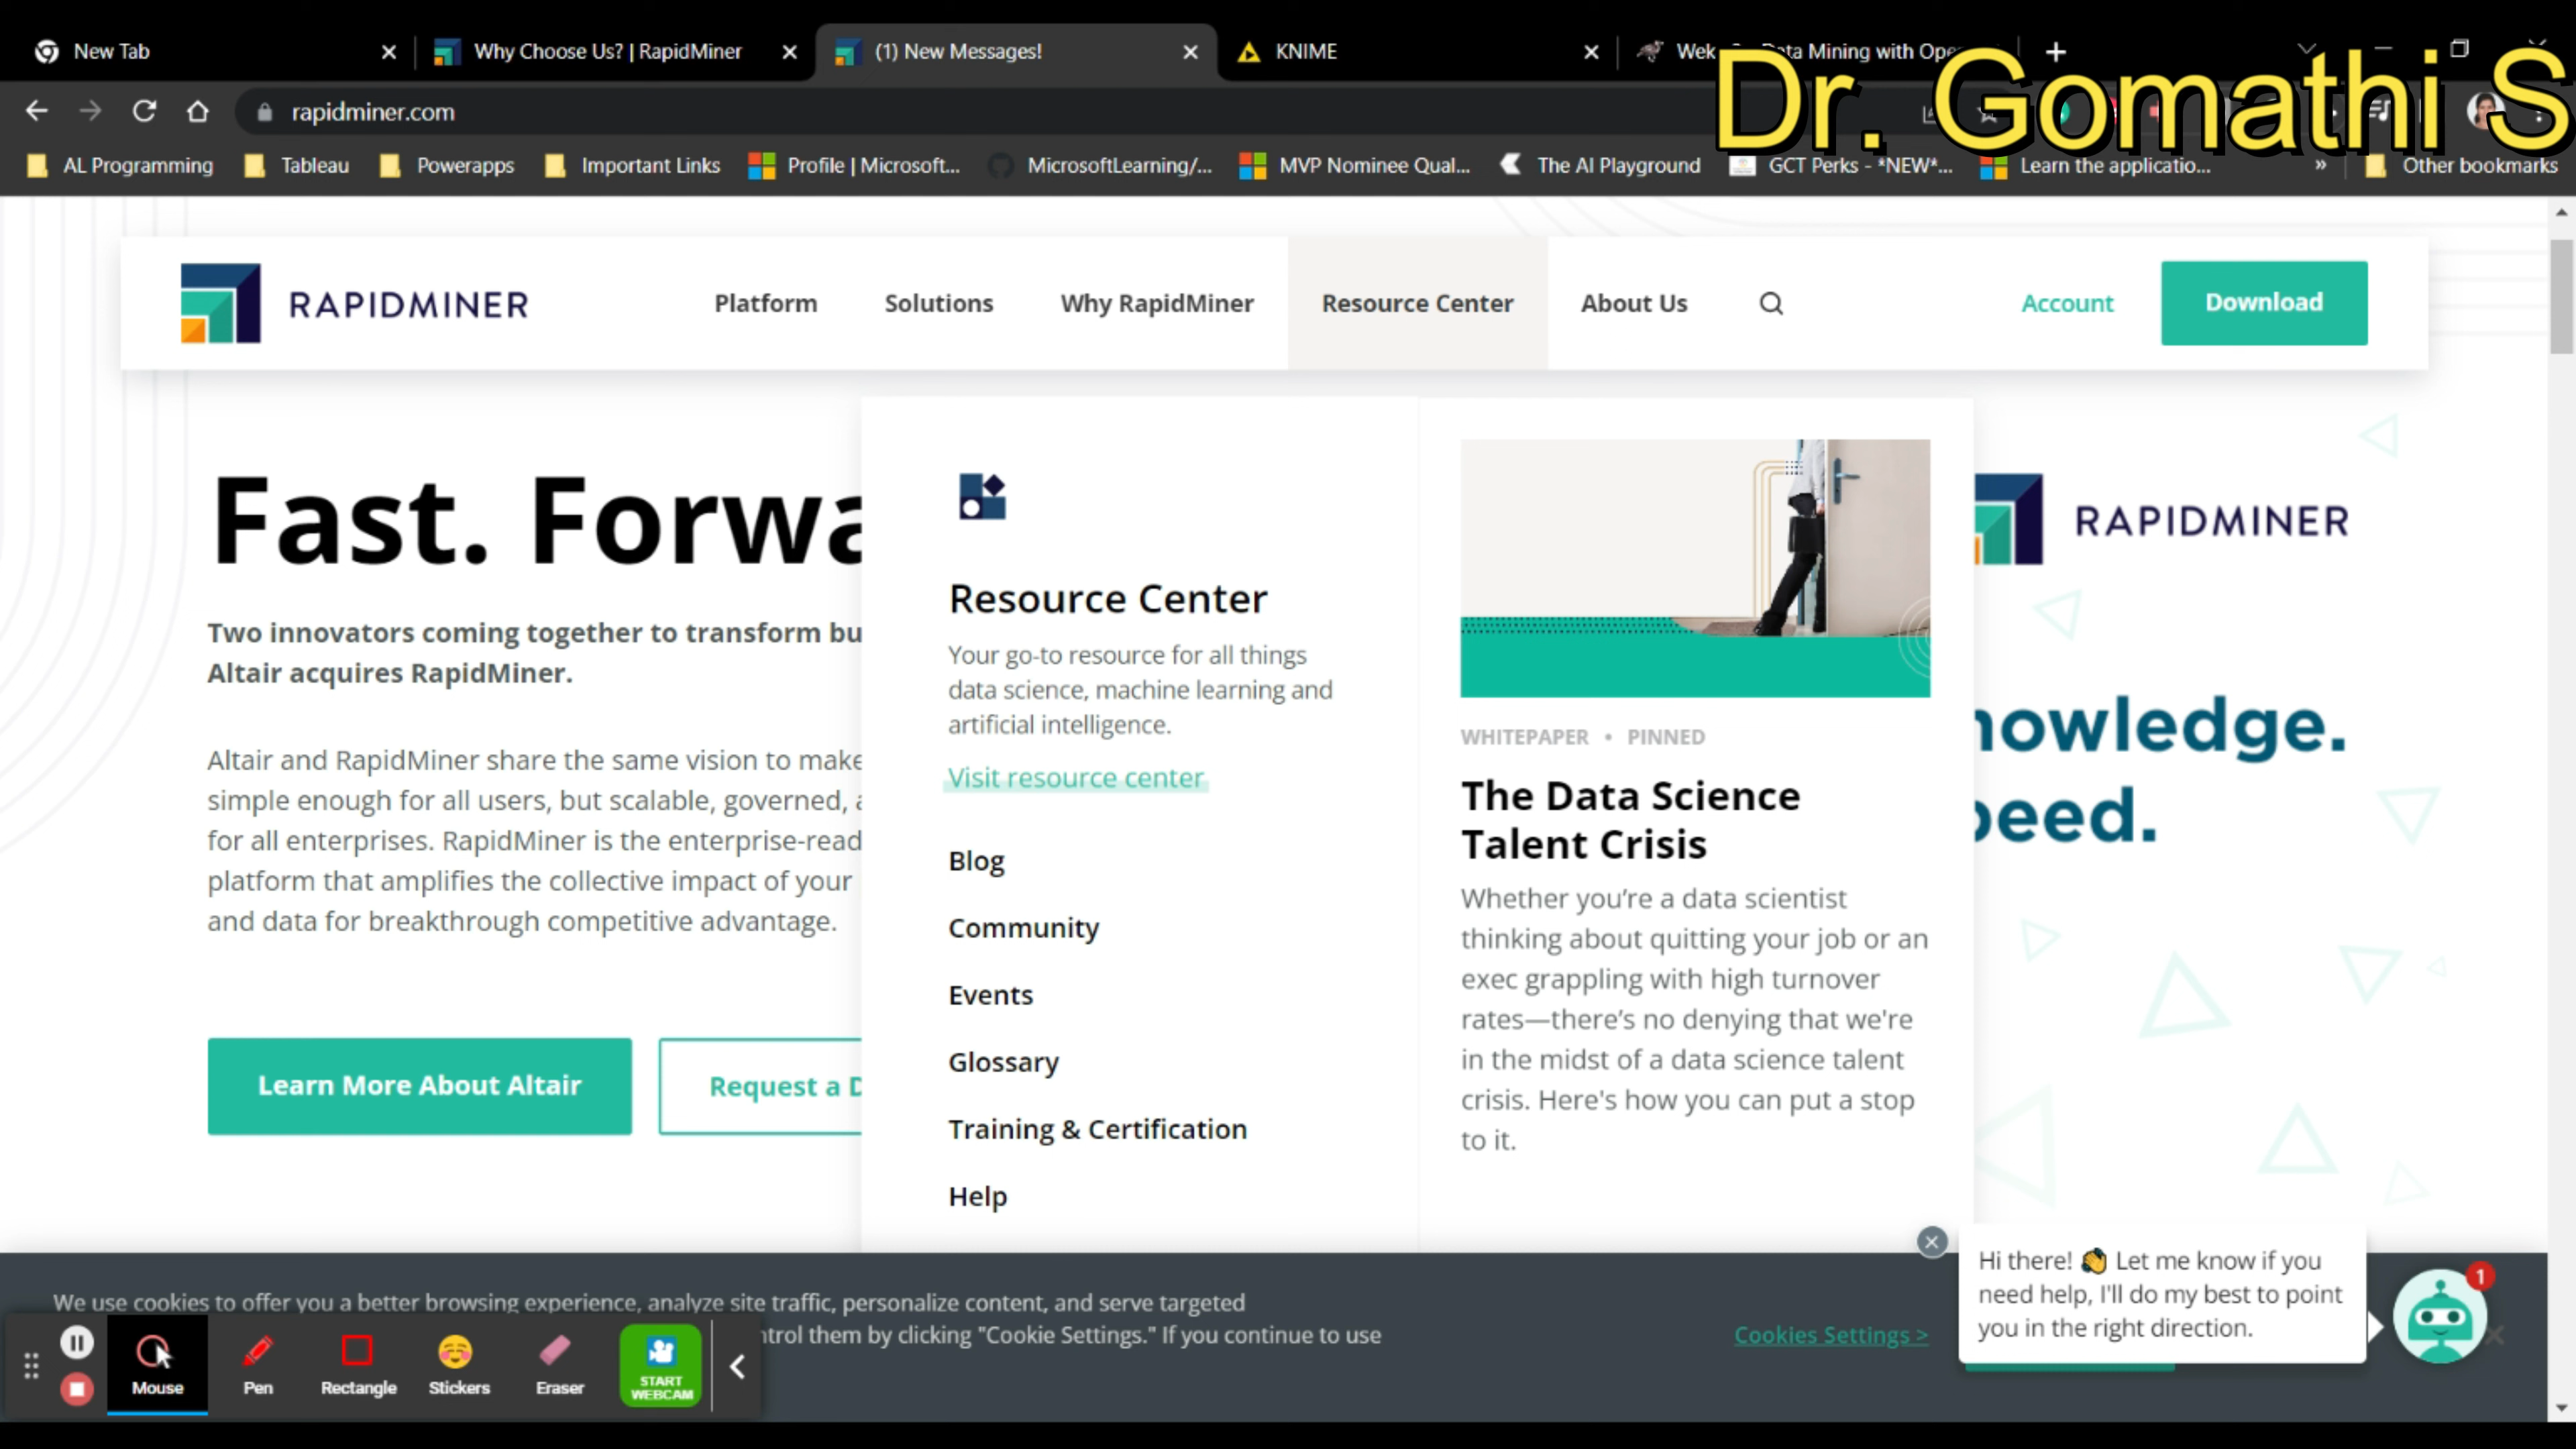 New Tab
Why Choose Us? | RapidMiner
(1) New Messages!
KNIME
Data Mining with Ope
Dr. Gomathi S
rapidminer.com
AL Programming
Tableau
Powerapps
Important Links
Profile | Microsoft...
MicrosoftLearning/...
MVP Nominee Qual...
The AI Playground
GCT Perks - *NEW*...
Learn the applicatio...
»
Other bookmarks
RAPIDMINER
Platform
Solutions
Why RapidMiner
Resource Center
About Us
Account
Download
Fast. Forwa
Two innovators coming together to transform bu
Altair acquires RapidMiner.
Altair and RapidMiner share the same vision to make
simple enough for all users, but scalable, governed, a
for all enterprises. RapidMiner is the enterprise-read
platform that amplifies the collective impact of your
and data for breakthrough competitive advantage.
Learn More About Altair
Request a D
Resource Center
Your go-to resource for all things
data science, machine learning and
artificial intelligence.
Visit resource center
Blog
Community
Events
Glossary
Training & Certification
Help
WHITEPAPER • PINNED
The Data Science
Talent Crisis
Whether you’re a data scientist
thinking about quitting your job or an
exec grappling with high turnover
rates—there’s no denying that we're
in the midst of a data science talent
crisis. Here's how you can put a stop
to it.
RAPIDMINER
nowledge.
peed.
We use cookies to offer you a better browsing experience, analyze site traffic, personalize content, and serve targeted
ntrol them by clicking "Cookie Settings." If you continue to use
Cookies Settings >
Hi there! 👋 Let me know if you
need help, I'll do my best to point
you in the right direction.
1
Mouse
Pen
Rectangle
Stickers
Eraser
START
WEBCAM